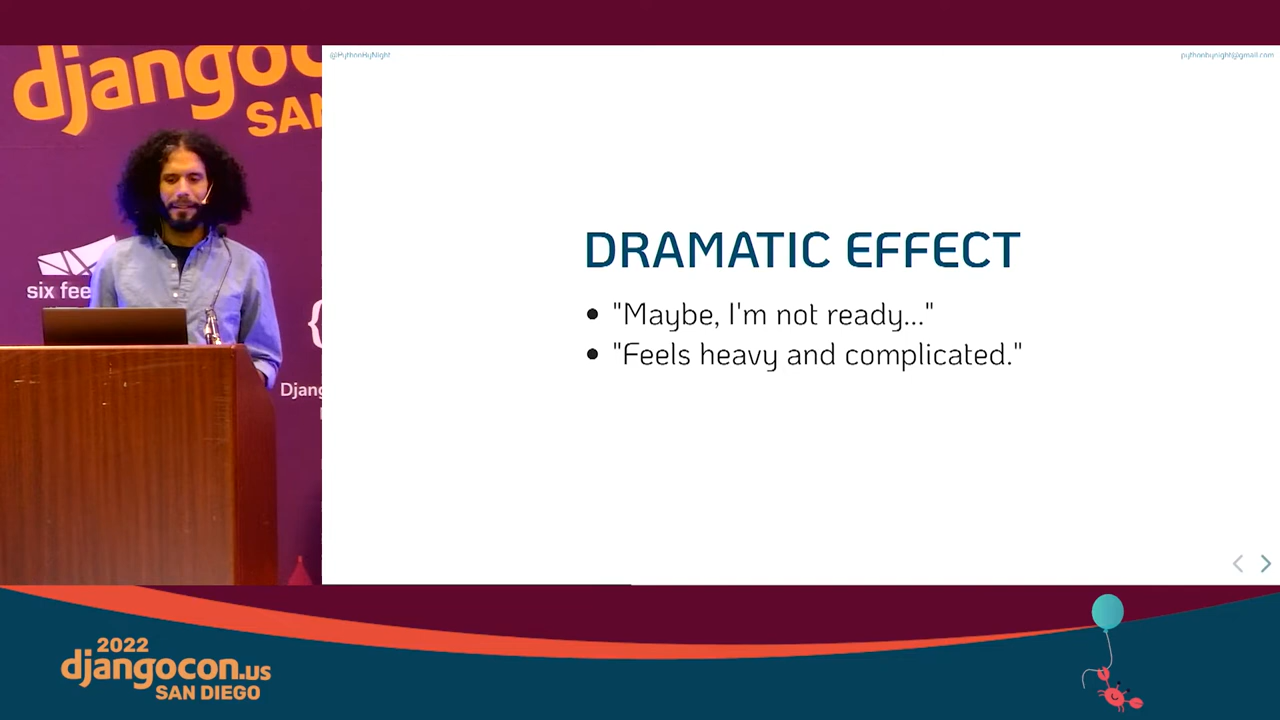 djangoc
SAN
six fee
{
Djang
@PythonByNight
pythonbynight@gmail.com
DRAMATIC EFFECT
• "Maybe, I'm not ready..."
• "Feels heavy and complicated."
2022
djangocon.us
SAN DIEGO